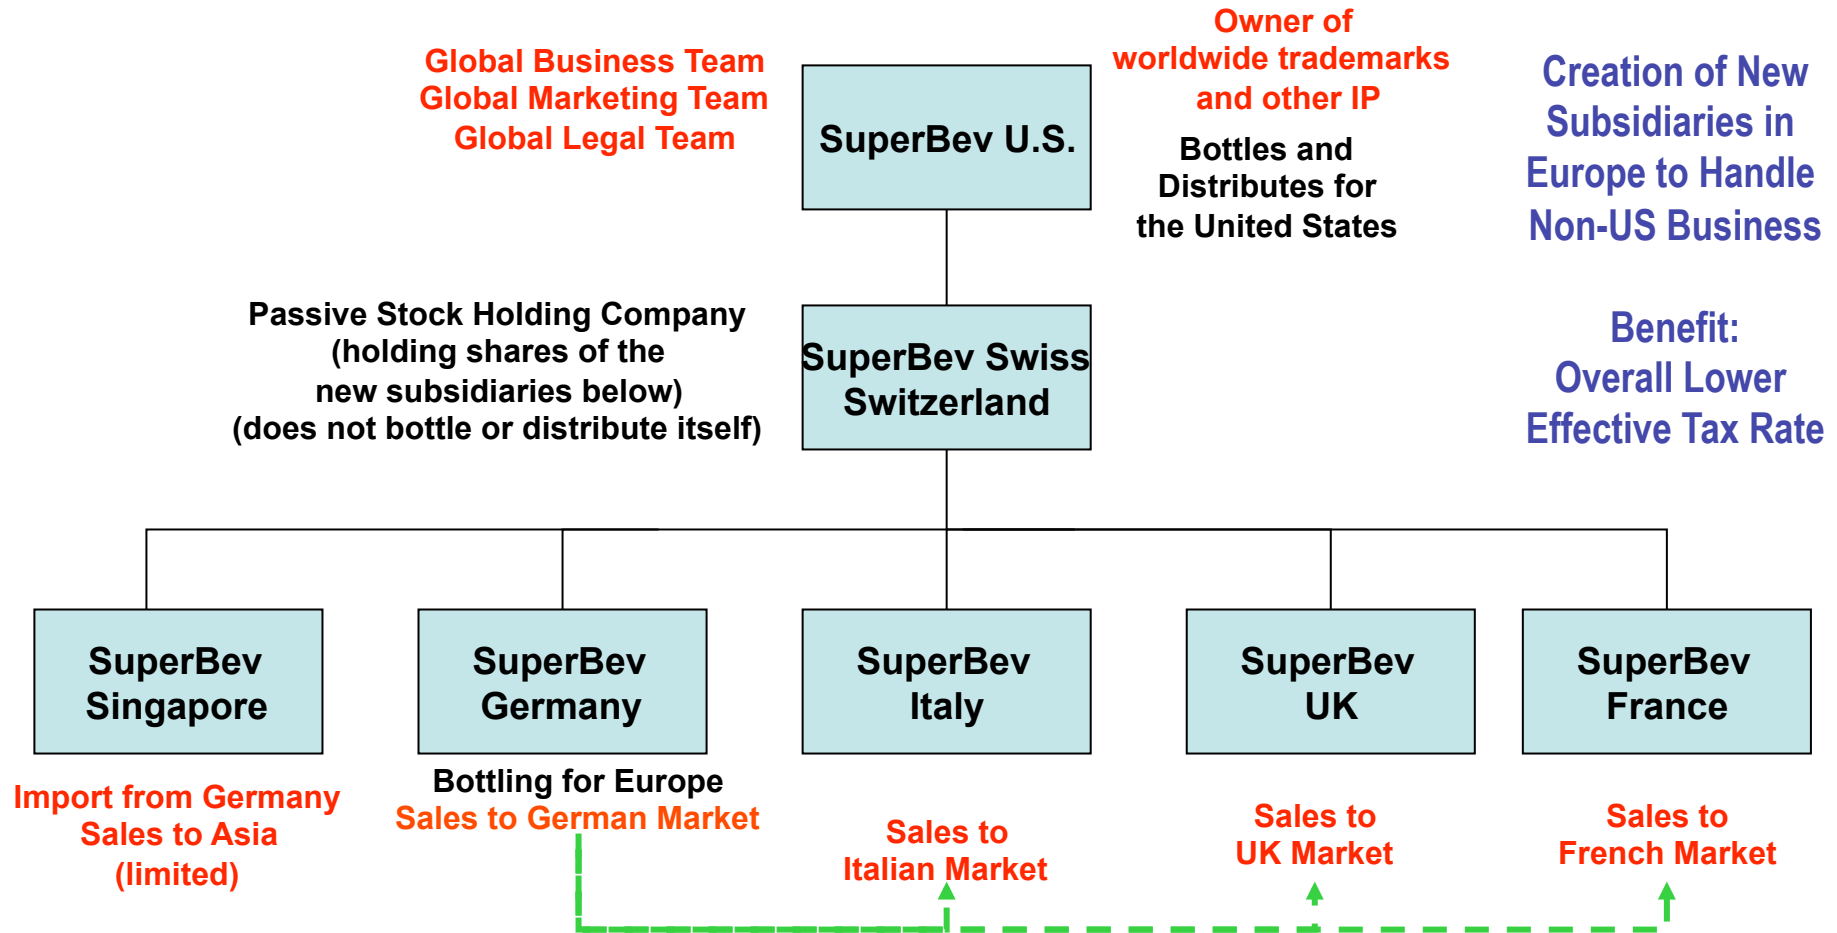 Global Business Team
Global Marketing Team
Global Legal Team
SuperBev U.S.
Owner of
worldwide trademarks
and other IP
Bottles and
Distributes for
the United States
Creation of New
Subsidiaries in
Europe to Handle
Non-US Business
Passive Stock Holding Company
(holding shares of the
new subsidiaries below)
(does not bottle or distribute itself)
SuperBev Swiss
Switzerland
Benefit:
Overall Lower
Effective Tax Rate
SuperBev
Singapore
SuperBev
Germany
SuperBev
Italy
SuperBev
UK
SuperBev
France
Import from Germany
Sales to Asia
(limited)
Bottling for Europe
Sales to German Market
Sales to
Italian Market
Sales to
UK Market
Sales to
French Market